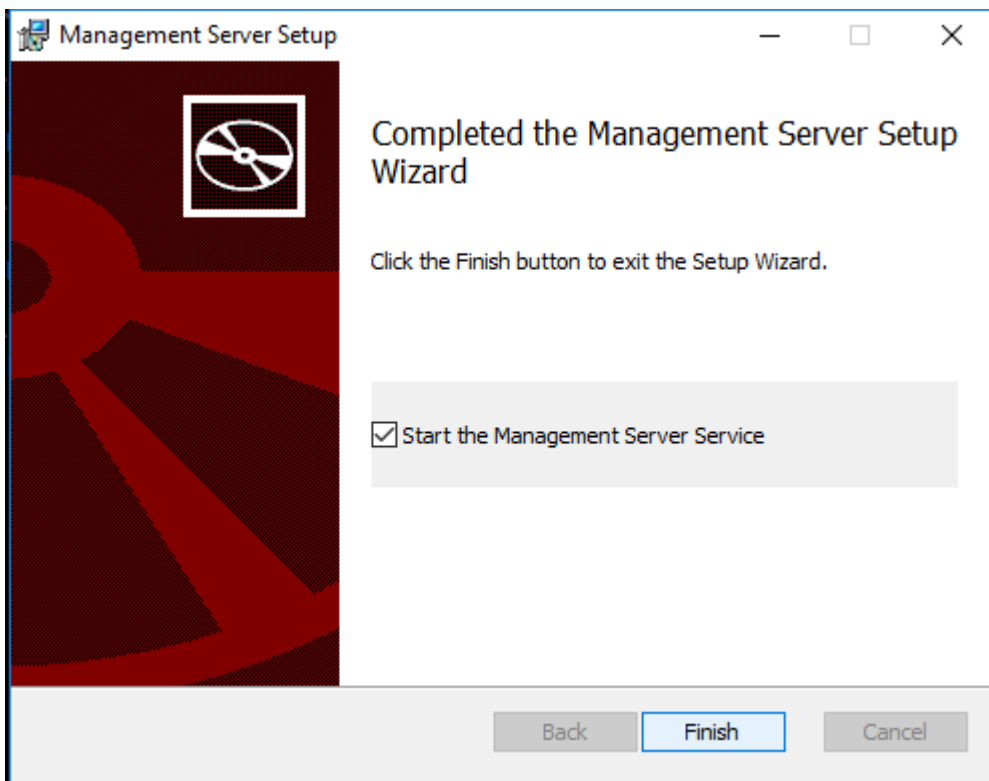 Management Server Setup
Completed the Management Server Setup
Wizard
Click the Finish button to exit the Setup Wizard.
Start the Management Server Service
Back
Finish
Cancel